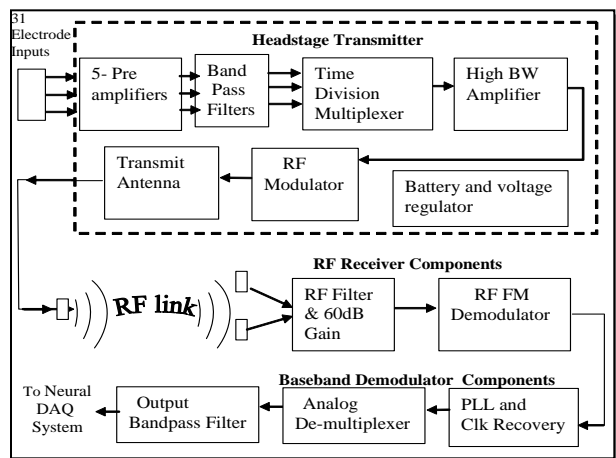 31
Electrode
Inputs
Headstage Transmitter
5- Pre
amplifiers
Band
Pass
Filters
Time
Division
Multiplexer
High BW
Amplifier
Transmit
Antenna
RF
Modulator
Battery and voltage
regulator
RF Receiver Components
RF link
RF Filter
& 60dB
Gain
RF FM
Demodulator
Baseband Demodulator Components
To Neural
DAQ
System
Output
Bandpass Filter
Analog
De-multiplexer
PLL and
Clk Recovery